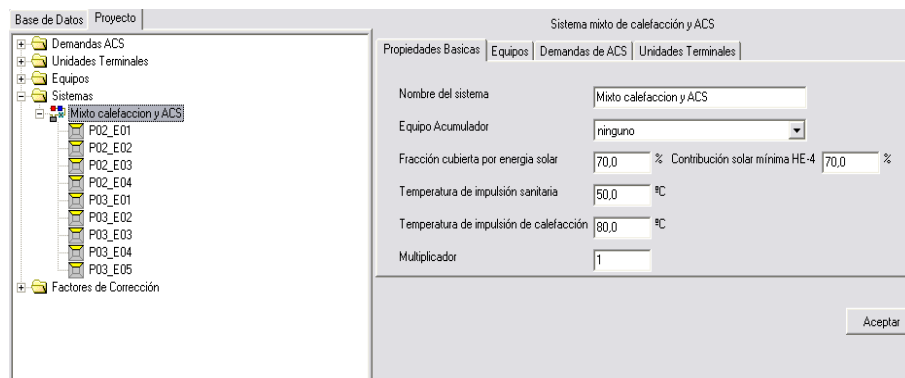 Base de Datos Proyecto
Demandas ACS
Unidades Terminales
Equipos
Sistemas
Mixto calefaccion y ACS
P02_E01
P02_E02
P02_E03
P02_E04
P03_E01
P03_E02
P03_E03
P03_E04
P03_E05
Factores de Corrección
Sistema mixto de calefacción y ACS
Propiedades Basicas Equipos Demandas de ACS Unidades Terminales
Nombre del sistema Mixto calefaccion y ACS
Equipo Acumulador ninguno
Fracción cubierta por energia solar 70,0 % Contribución solar mínima HE-4 70,0 %
Temperatura de impulsión sanitaria 50,0 ºC
Temperatura de impulsión de calefacción 80,0 ºC
Multiplicador 1
Aceptar